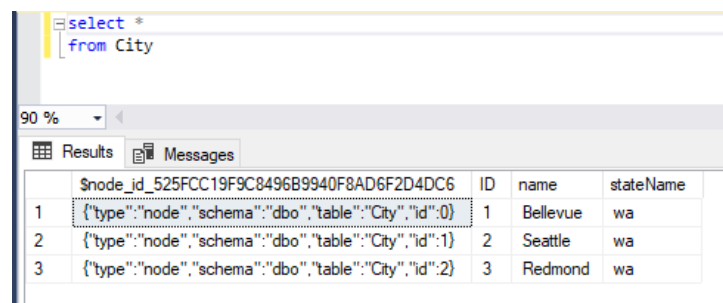 select *
from City
90 %
Results Messages
$node_id_525FCC19F9C8496B9940F8AD6F2D4DC6 ID name stateName
1 {"type":"node","schema":"dbo","table":"City","id":0} 1 Bellevue wa
2 {"type":"node","schema":"dbo","table":"City","id":1} 2 Seattle wa
3 {"type":"node","schema":"dbo","table":"City","id":2} 3 Redmond wa